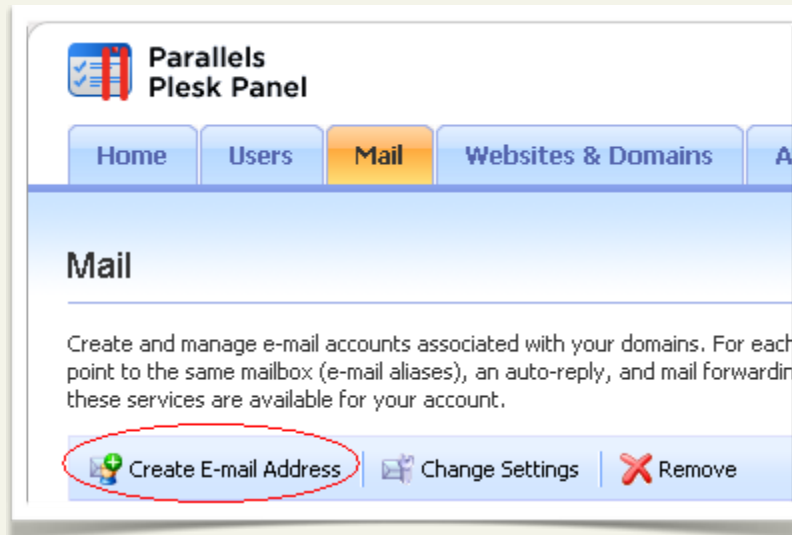 Parallels
Plesk Panel
Home Users Mail Websites & Domains A
Mail
Create and manage e-mail accounts associated with your domains. For each
point to the same mailbox (e-mail aliases), an auto-reply, and mail forwardin
these services are available for your account.
Create E-mail Address Change Settings Remove